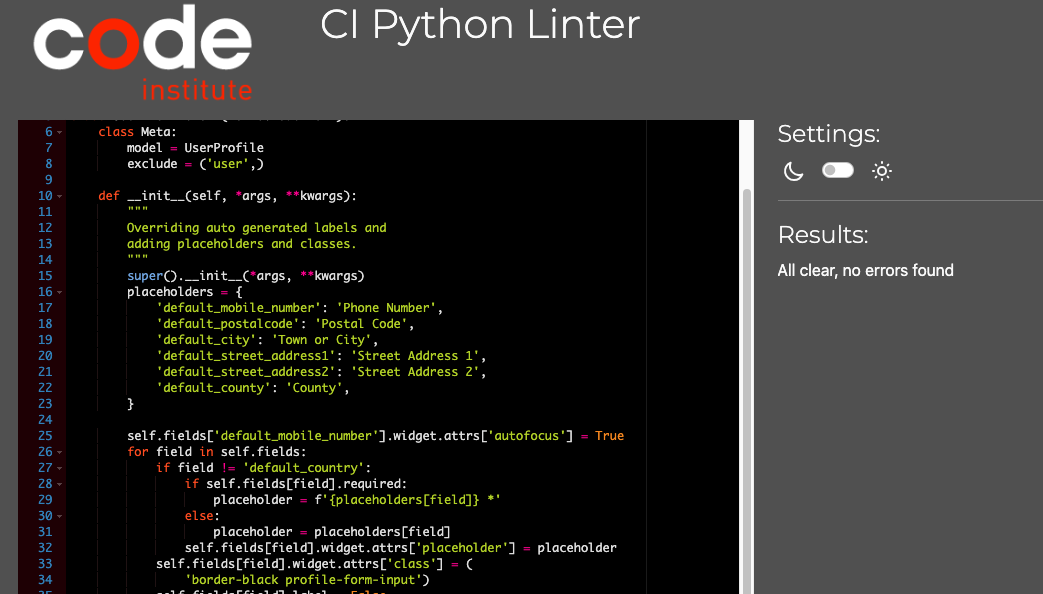 code
institute
CI Python Linter
6 class Meta:
7 model = UserProfile
8 exclude = ('user',)
9
10 def __init__(self, *args, **kwargs):
11 """
12 Overriding auto generated labels and
13 adding placeholders and classes.
14 """
15 super().__init__(*args, **kwargs)
16 placeholders = {
17 'default_mobile_number': 'Phone Number',
18 'default_postalcode': 'Postal Code',
19 'default_city': 'Town or City',
20 'default_street_address1': 'Street Address 1',
21 'default_street_address2': 'Street Address 2',
22 'default_county': 'County',
23 }
24
25 self.fields['default_mobile_number'].widget.attrs['autofocus'] = True
26 for field in self.fields:
27 if field != 'default_country':
28 if self.fields[field].required:
29 placeholder = f'{placeholders[field]} *'
30 else:
31 placeholder = placeholders[field]
32 self.fields[field].widget.attrs['placeholder'] = placeholder
33 self.fields[field].widget.attrs['class'] = (
34 'border-black profile-form-input')
Settings:
Results:
All clear, no errors found